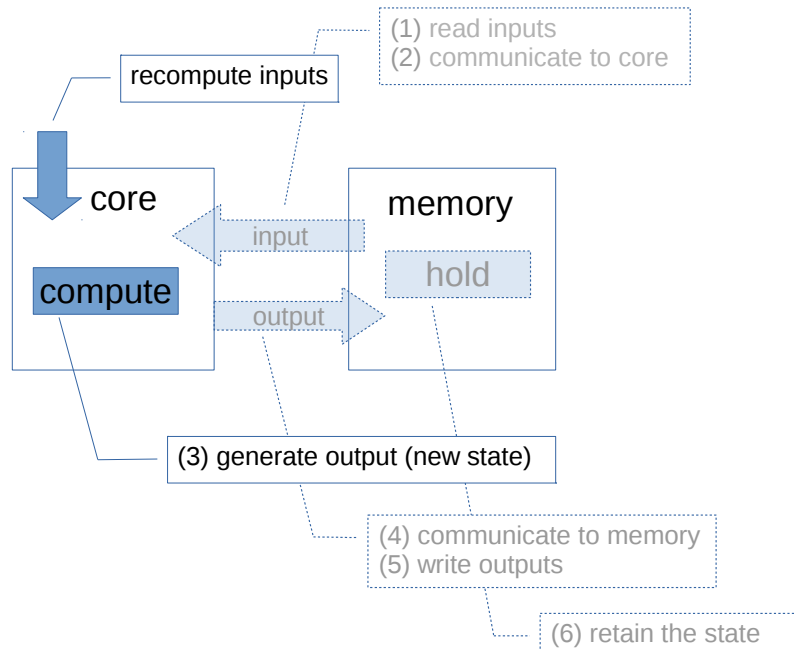 (1) read inputs
(2) communicate to core
recompute inputs
core
memory
input
hold
compute
output
(3) generate output (new state)
(4) communicate to memory
(5) write outputs
(6) retain the state